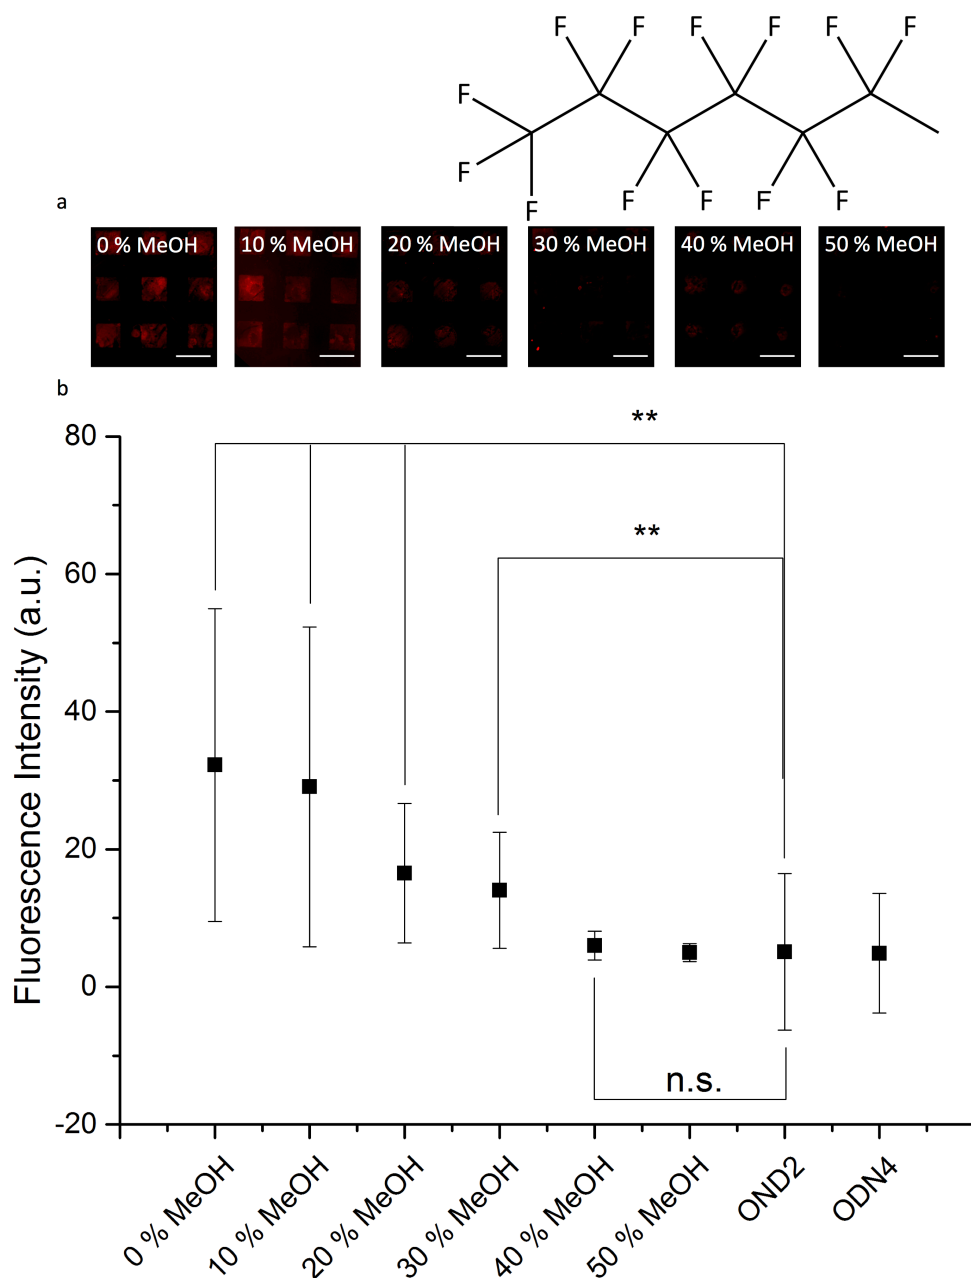 F F F F F F
F
F
F F F F F
a
0 % MeOH 10 % MeOH 20 % MeOH 30 % MeOH 40 % MeOH 50 % MeOH
b
**
80
**
60
40
20
0
n.s.
-20
Fluorescence Intensity (a.u.)
0 % MeOH
10 % MeOH
20 % MeOH
30 % MeOH
40 % MeOH
50 % MeOH
OND2
ODN4